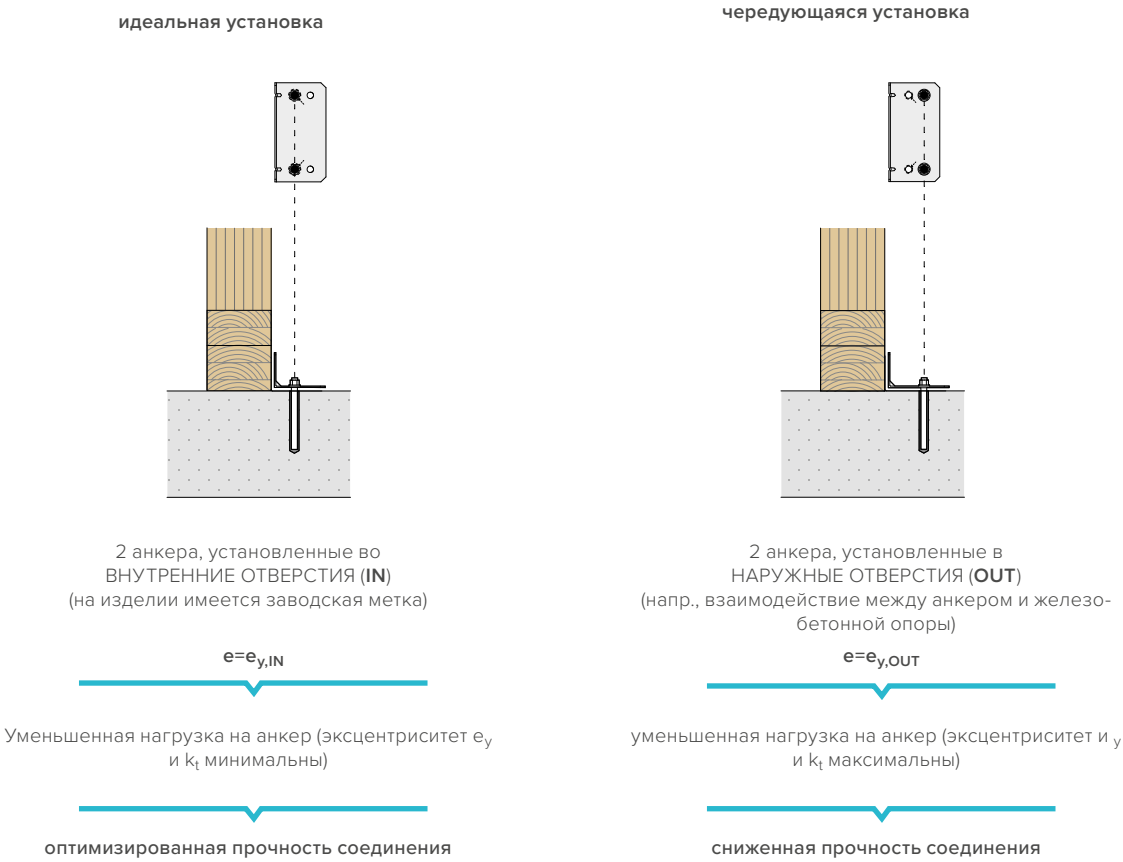 идеальная установка
2 анкера, установленные во
ВНУТРЕННИЕ ОТВЕРСТИЯ (IN)
(на изделии имеется заводская метка)
e=ey,IN
Уменьшенная нагрузка на анкер (эксцентриситет ey
и kt минимальны)
оптимизированная прочность соединения
чередующаяся установка
2 анкера, установленные в
НАРУЖНЫЕ ОТВЕРСТИЯ (OUT)
(напр., взаимодействие между анкером и железо-
бетонной опоры)
e=ey,OUT
уменьшенная нагрузка на анкер (эксцентриситет и y
и kt максимальны)
сниженная прочность соединения